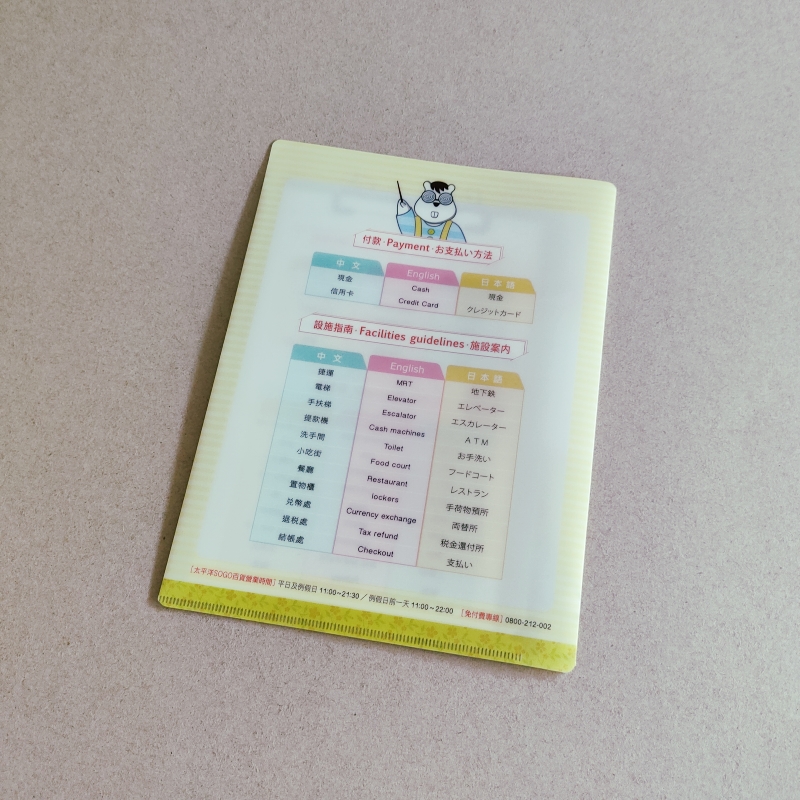 付款·Payment·お支払い方法
中文 English 日本語
現金 Cash 現金
信用卡 Credit Card クレジットカード
設施指南·Facilities guidelines·施設案内
中文 English 日本語
捷運 MRT 地下鉄
電梯 Elevator エレベーター
手扶梯 Escalator エスカレーター
提款機 Cash machines ATM
洗手間 Toilet お手洗い
小吃街 Food court フードコート
餐廳 Restaurant レストラン
置物櫃 lockers 手荷物預所
兌幣處 Currency exchange 両替所
退税處 Tax refund 税金還付所
結帳處 Checkout 支払い
[太平洋SOGO百貨營業時間] 平日及例假日 11:00~21:30 / 例假日前一天 11:00~22:00 [免付費專線] 0800-212-002